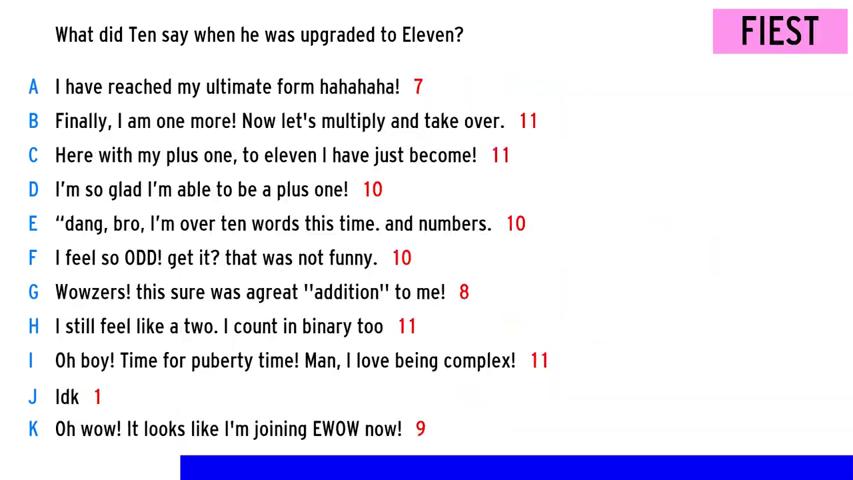 What did Ten say when he was upgraded to Eleven?
FIEST
A I have reached my ultimate form hahahaha! 7
B Finally, I am one more! Now let's multiply and take over. 11
C Here with my plus one, to eleven I have just become! 11
D I'm so glad I'm able to be a plus one! 10
E “dang, bro, I'm over ten words this time. and numbers. 10
F I feel so ODD! get it? that was not funny. 10
G Wowzers! this sure was agreat "addition" to me! 8
H I still feel like a two. I count in binary too 11
I Oh boy! Time for puberty time! Man, I love being complex! 11
J Idk 1
K Oh wow! It looks like I'm joining EWOW now! 9